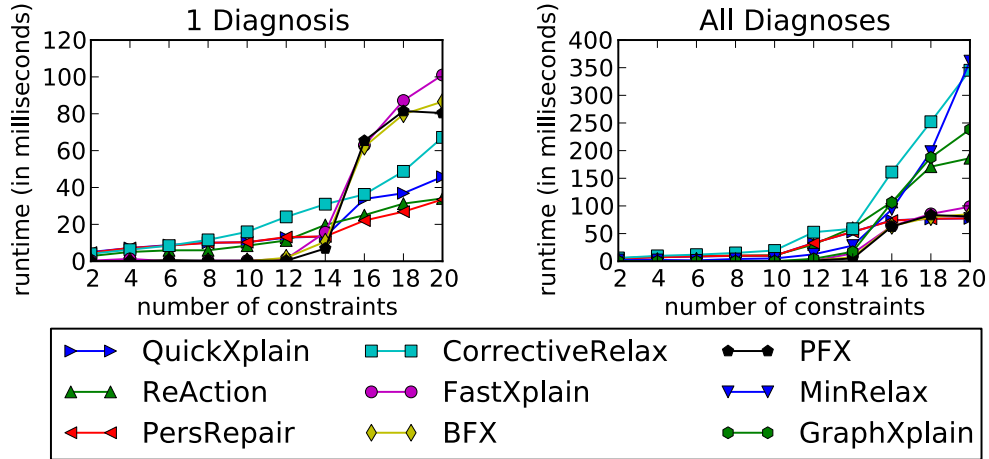 1 Diagnosis
All Diagnoses
runtime (in milliseconds)
120
100
80
60
40
20
0
2 4 6 8 10 12 14 16 18 20
number of constraints
runtime (in milliseconds)
400
350
300
250
200
150
100
50
0
2 4 6 8 10 12 14 16 18 20
number of constraints
QuickXplain
CorrectiveRelax
PFX
ReAction
FastXplain
MinRelax
PersRepair
BFX
GraphXplain